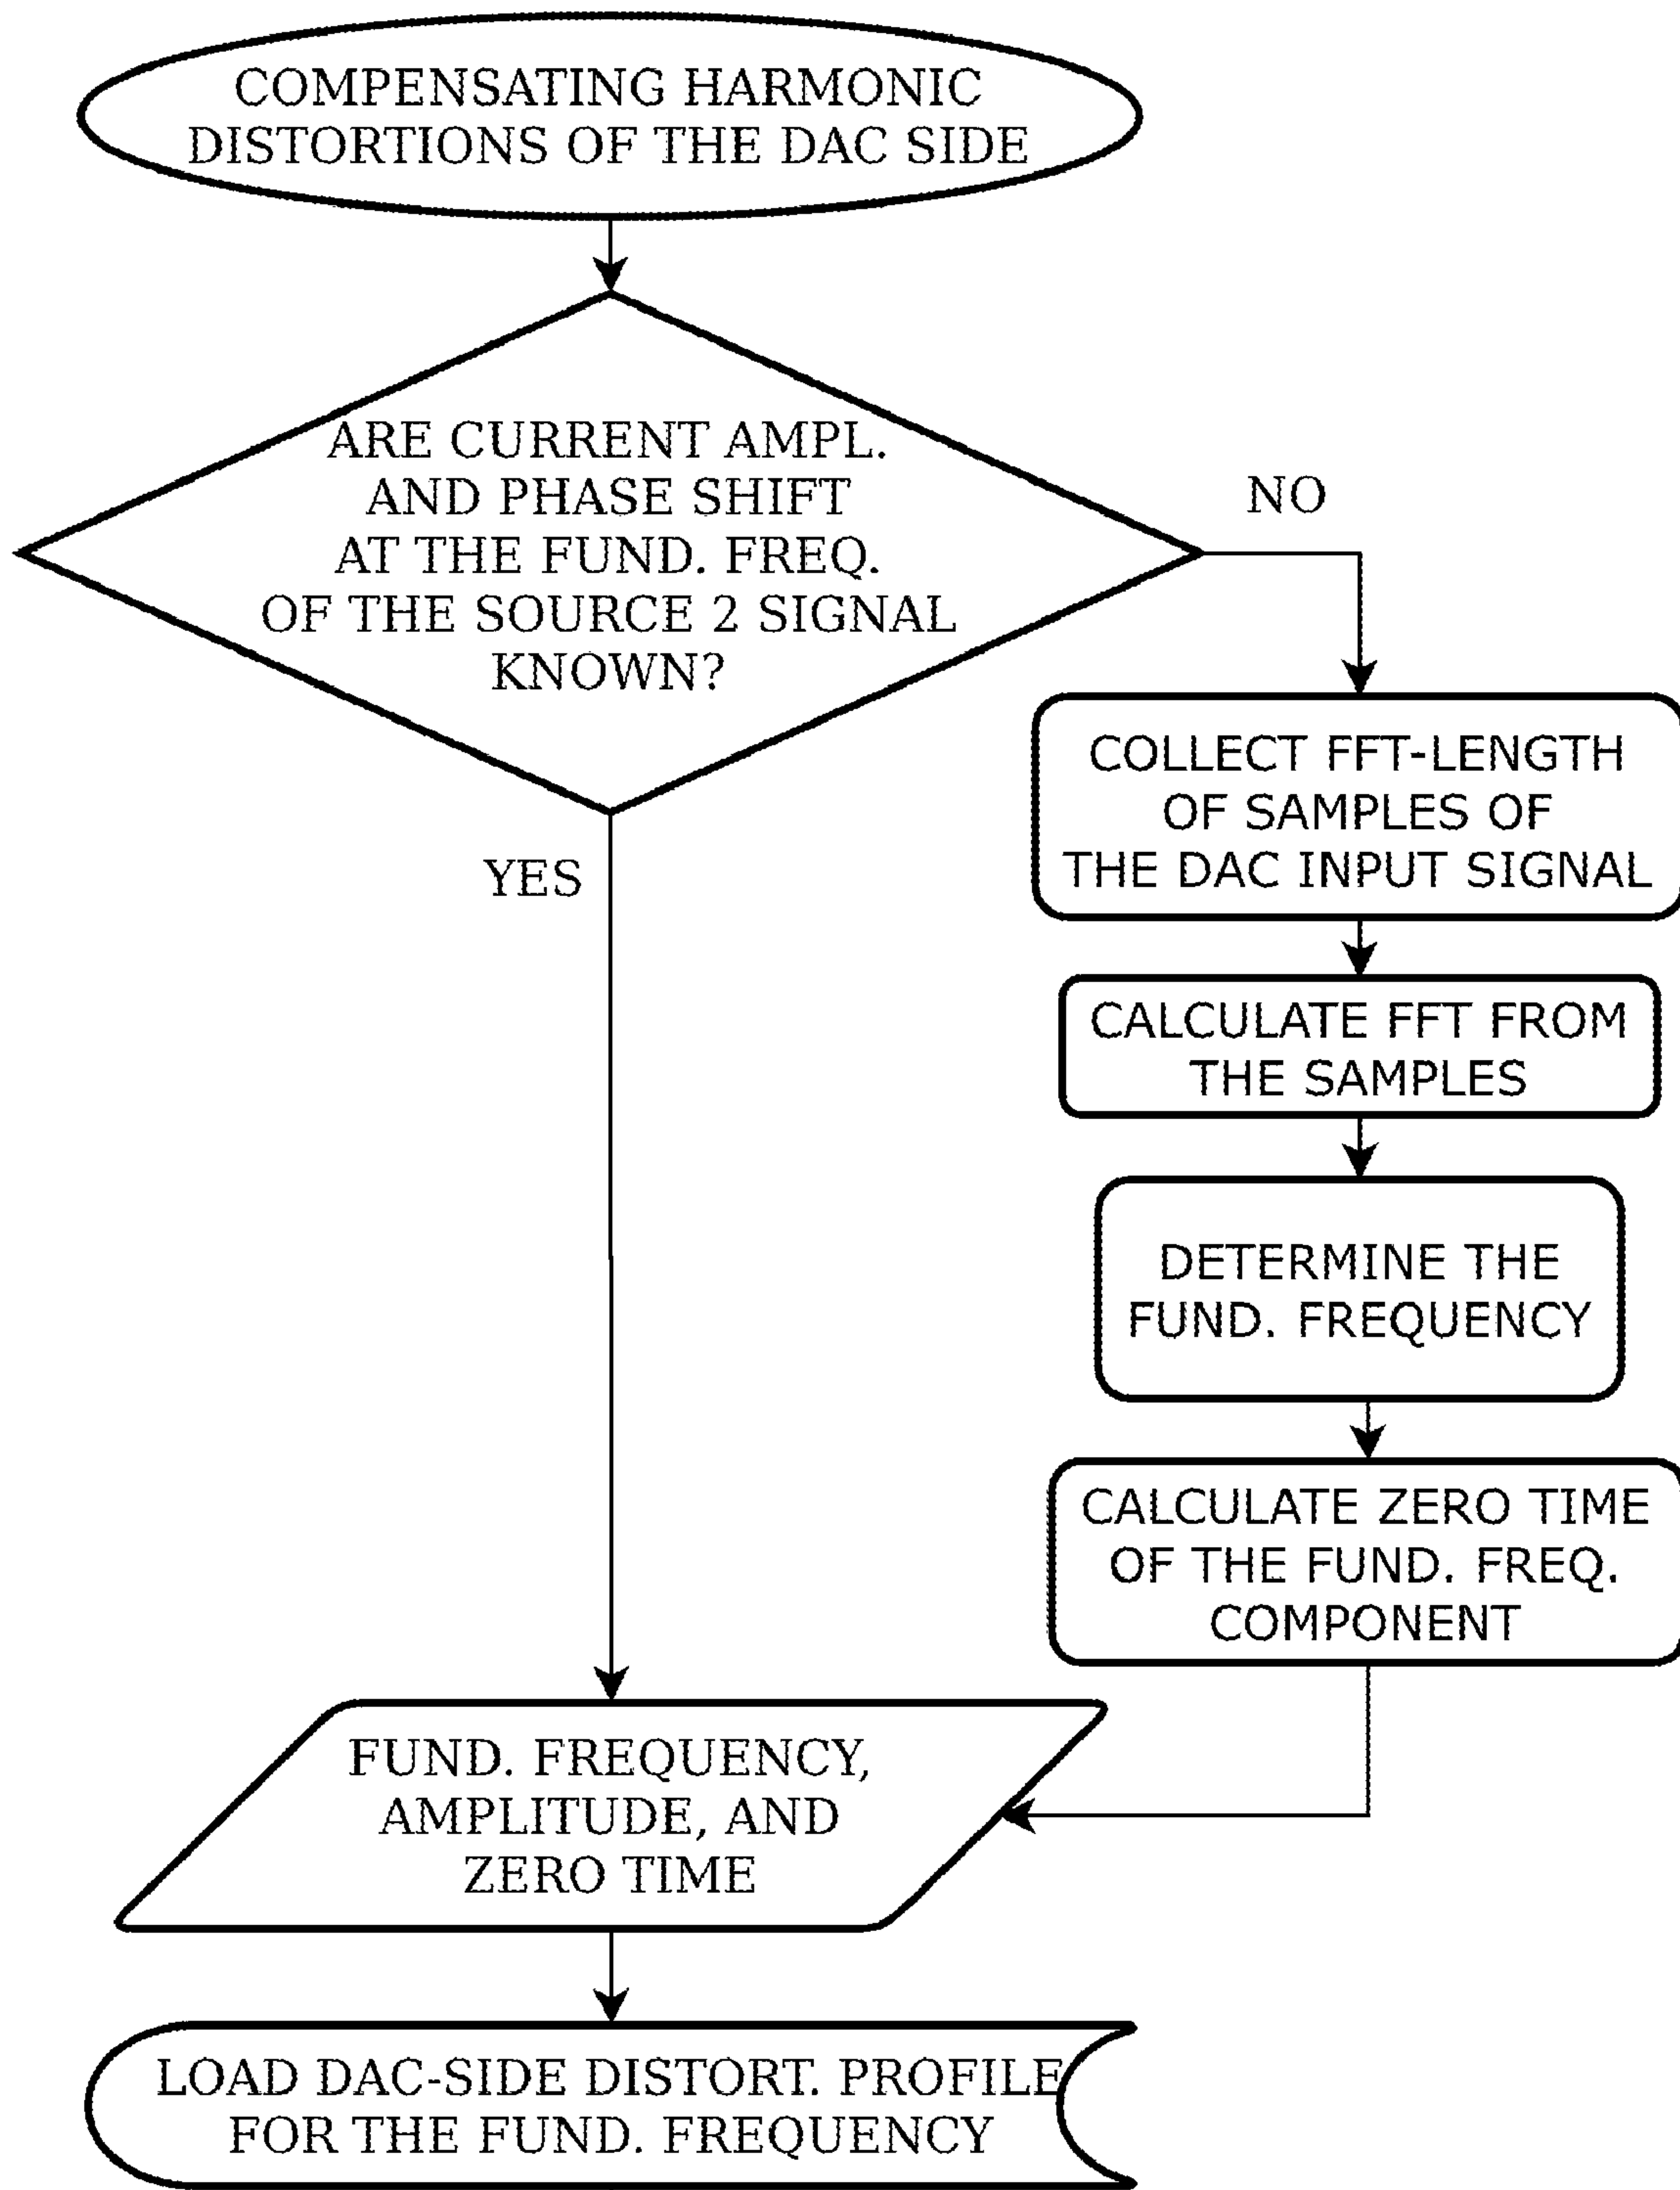 COMPENSATING HARMONIC
DISTORTIONS OF THE DAC SIDE
ARE CURRENT AMPL.
AND PHASE SHIFT
AT THE FUND. FREQ.
OF THE SOURCE 2 SIGNAL
KNOWN?
NO
YES
COLLECT FFT-LENGTH
OF SAMPLES OF
THE DAC INPUT SIGNAL
CALCULATE FFT FROM
THE SAMPLES
DETERMINE THE
FUND. FREQUENCY
CALCULATE ZERO TIME
OF THE FUND. FREQ.
COMPONENT
FUND. FREQUENCY,
AMPLITUDE, AND
ZERO TIME
LOAD DAC-SIDE DISTORT. PROFILE
FOR THE FUND. FREQUENCY